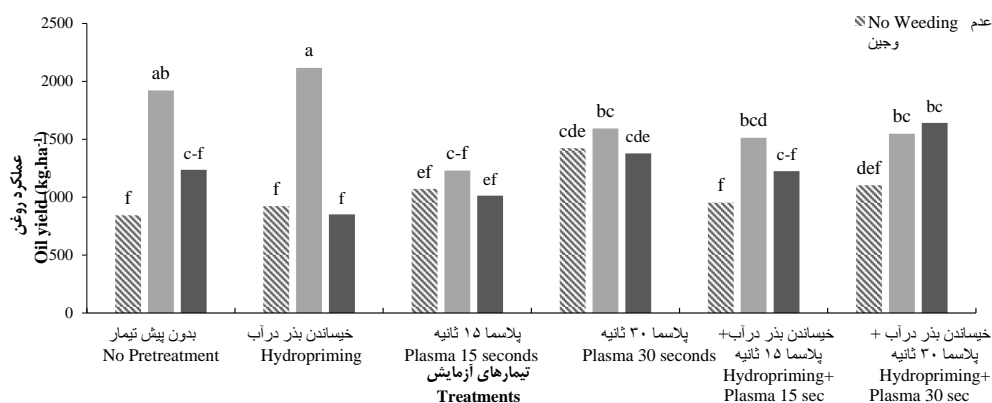 2500
2000
1500
1000
500
0
عملکرد روغن
Oil yield (kg.ha-1)
No Weeding عدم
وجین
f ab c-f
f a f
ef c-f ef
cde bc cde
f bcd c-f
def bc bc
بدون پیش تیمار
No Pretreatment
خیساندن بذر درآب
Hydropriming
پلاسما ۱۵ ثانیه
Plasma 15 seconds
پلاسما ۳۰ ثانیه
Plasma 30 seconds
خیساندن بذر درآب+
پلاسما ۱۵ ثانیه
Hydropriming+
Plasma 15 sec
خیساندن بذر در آب +
پلاسما ۳۰ ثانیه
Hydropriming+
Plasma 30 sec
تیمارهای آزمایش
Treatments